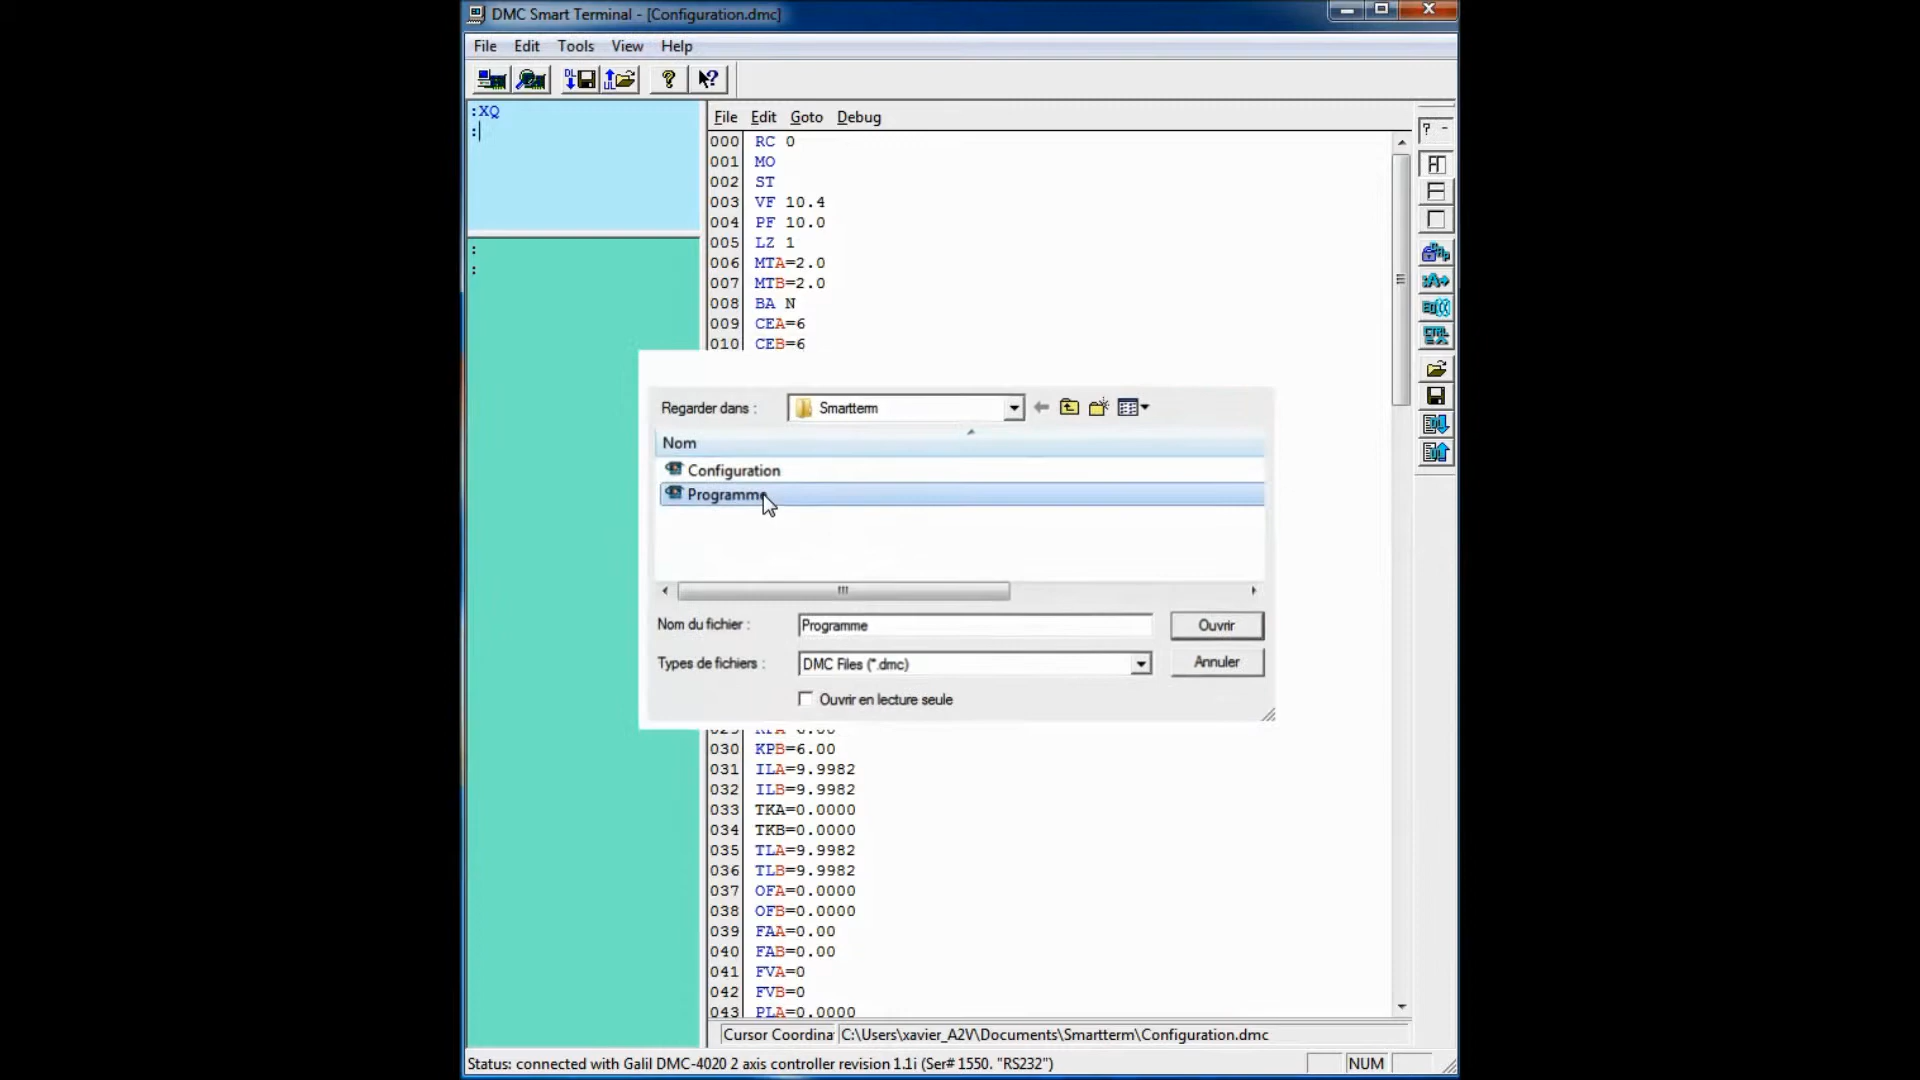 DMC Smart Terminal - [Configuration.dmc]
File Edit Tools View Help
:XQ
:
:
:
File Edit Goto Debug
000 RC 0
001 MO
002 ST
003 VF 10.4
004 PF 10.0
005 LZ 1
006 MTA=2.0
007 MTB=2.0
008 BA N
009 CEA=6
010 CEB=6
Regarder dans : Smartterm
Nom
Configuration
Programme
Nom du fichier : Programme Ouvrir
Types de fichiers : DMC Files (*.dmc) Annuler
Ouvrir en lecture seule
030 KPB=6.00
031 ILA=9.9982
032 ILB=9.9982
033 TKA=0.0000
034 TKB=0.0000
035 TLA=9.9982
036 TLB=9.9982
037 OFA=0.0000
038 OFB=0.0000
039 FAA=0.00
040 FAB=0.00
041 FVA=0
042 FVB=0
043 PLA=0.0000
Cursor Coordina C:\Users\xavier_A2V\Documents\Smartterm\Configuration.dmc
Status: connected with Galil DMC-4020 2 axis controller revision 1.1i (Ser# 1550. "RS232") NUM